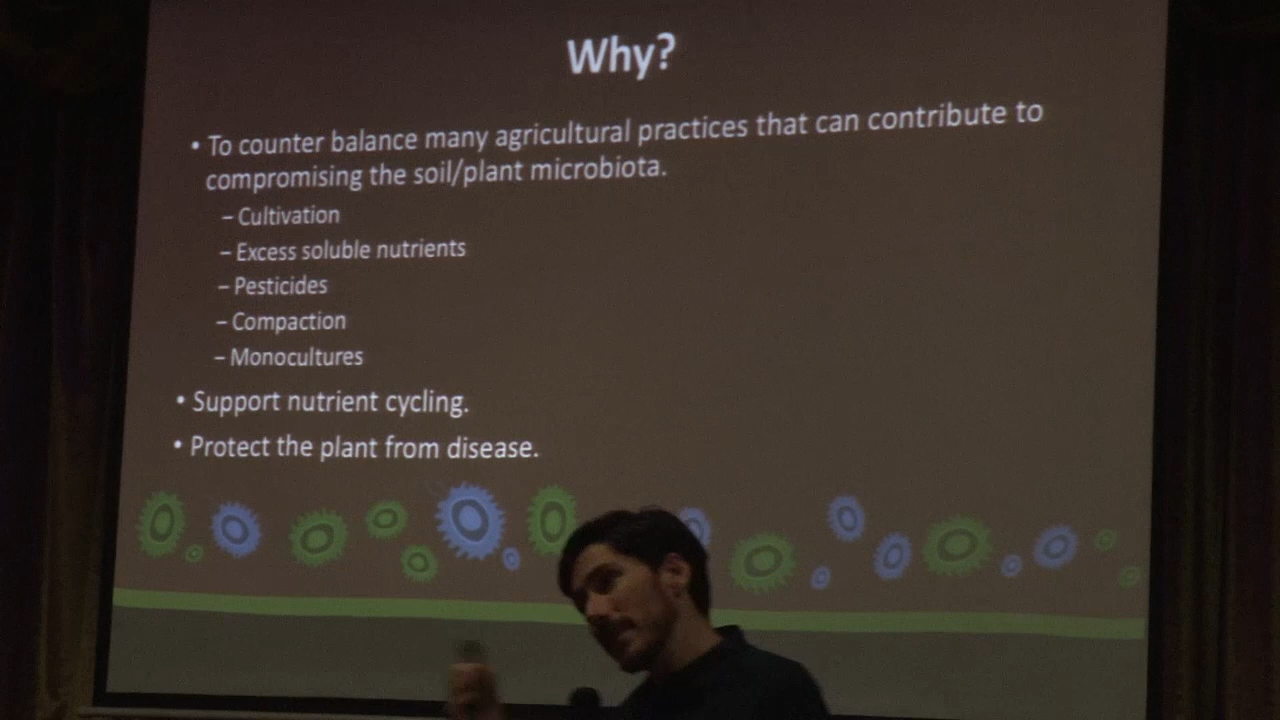 Why?
• To counter balance many agricultural practices that can contribute to
compromising the soil/plant microbiota.
– Cultivation
– Excess soluble nutrients
– Pesticides
– Compaction
– Monocultures
• Support nutrient cycling.
• Protect the plant from disease.